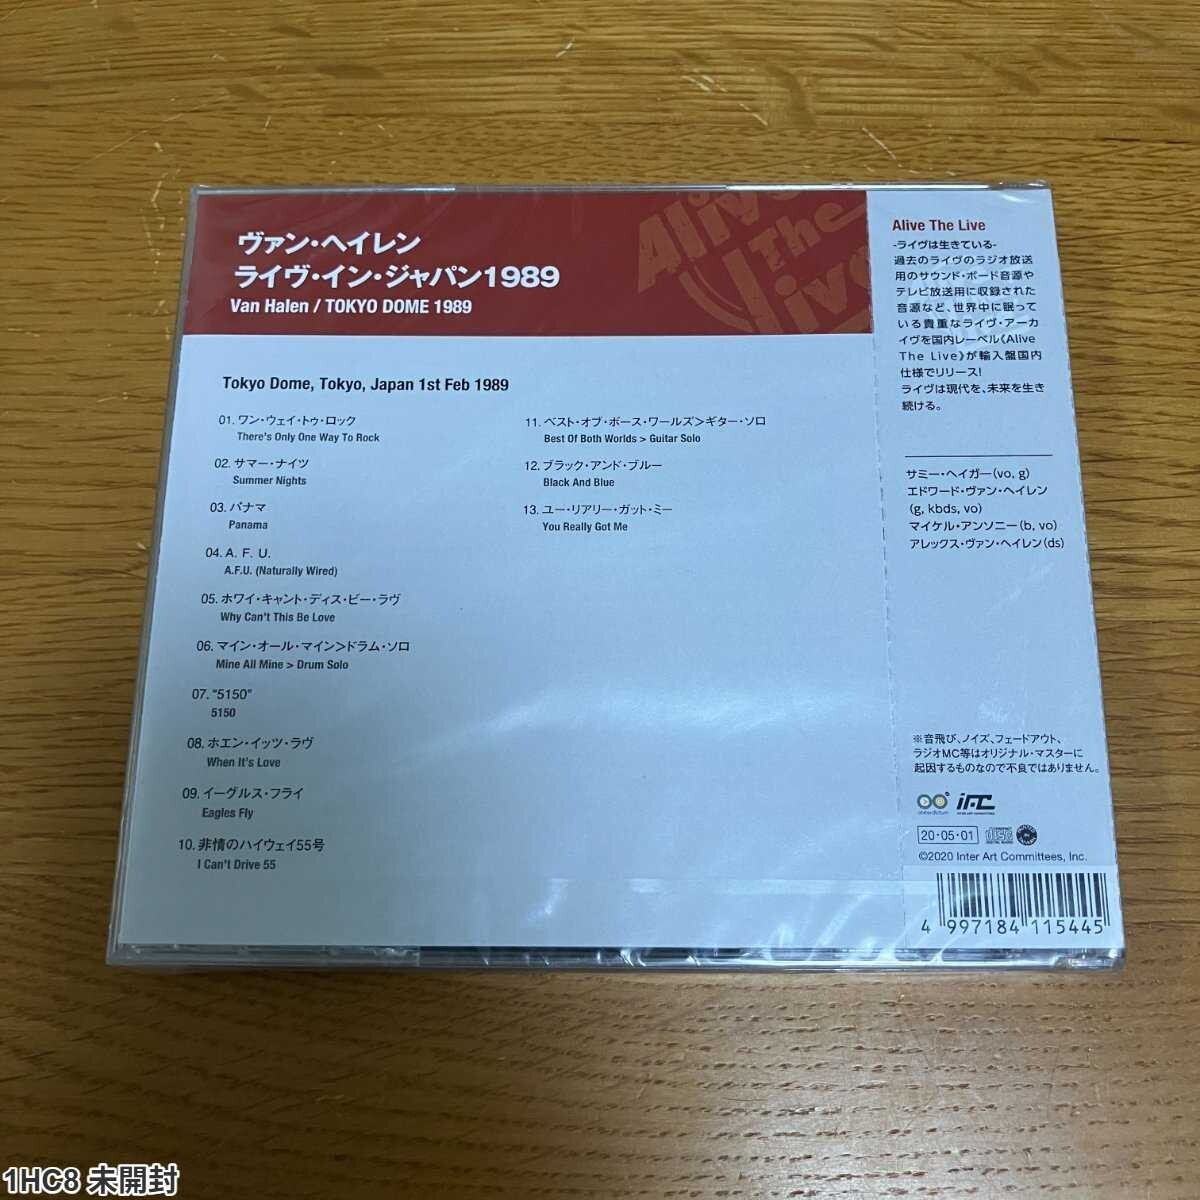 ヴァン・ヘイレン
ライヴ・イン・ジャパン1989
Van Halen / TOKYO DOME 1989
Alive
The
Live
Tokyo Dome, Tokyo, Japan 1st Feb 1989
01. ワン・ウェイ・トゥ・ロック
There's Only One Way To Rock
02. サマー・ナイツ
Summer Nights
03. パナマ
Panama
04. A. F. U.
A.F.U. (Naturally Wired)
05. ホワイ・キャント・ディス・ビー・ラヴ
Why Can't This Be Love
06. マイン・オール・マイン>ドラム・ソロ
Mine All Mine > Drum Solo
07. "5150"
5150
08. ホエン・イッツ・ラヴ
When It's Love
09. イーグルス・フライ
Eagles Fly
10. 非情のハイウェイ55号
I Can't Drive 55
11. ベスト・オブ・ボース・ワールズ>ギター・ソロ
Best Of Both Worlds > Guitar Solo
12. ブラック・アンド・ブルー
Black And Blue
13. ユー・リアリー・ガット・ミー
You Really Got Me
Alive The Live
-ライヴは生きている-
過去のライヴのラジオ放送
用のサウンド・ボード音源や
テレビ放送用に収録された
音源など、世界中に眠って
いる貴重なライヴ・アーカ
イヴを国内レーベル《Alive
The Live》が輸入盤国内
仕様でリリース!
ライヴは現代を、未来を生き
続ける。
サミー・ヘイガー(vo, g)
エドワード・ヴァン・ヘイレン
(g, kbds, vo)
マイケル・アンソニー(b, vo)
アレックス・ヴァン・ヘイレン(ds)
※音飛び、ノイズ、フェードアウト、
ラジオMC等はオリジナル・マスターに
起因するものなので不良ではありません。
IAC
INTER ART COMMITTEES
20・05・01
©2020 Inter Art Committees, Inc.
4 997184 115445
1HC8 未開封